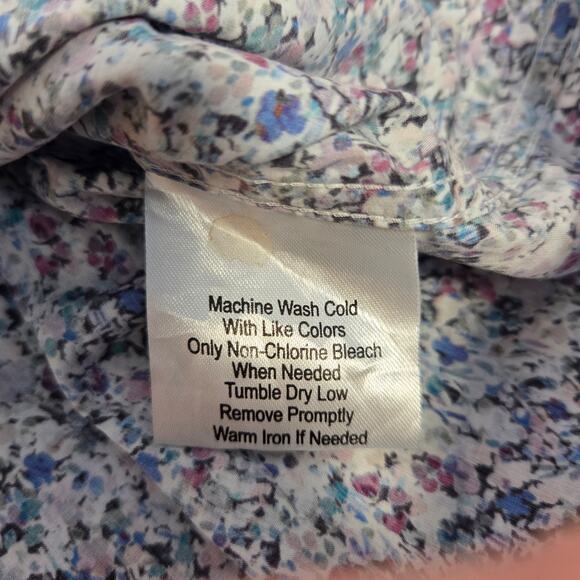 Machine Wash Cold
With Like Colors
Only Non-Chlorine Bleach
When Needed
Tumble Dry Low
Remove Promptly
Warm Iron If Needed